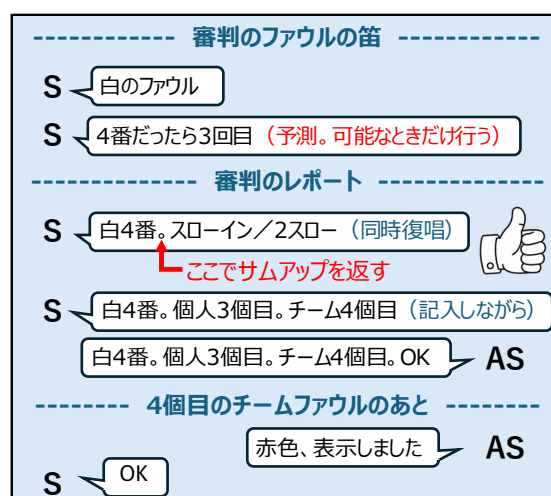 ------------ 審判のファウルの笛 ------------
S 白のファウル
S 4番だったら3回目（予測。可能なときだけ行う）
-------------- 審判のレポート --------------
S 白4番。スローイン／2スロー（同時復唱）
ここでサムアップを返す
S 白4番。個人3個目。チーム4個目（記入しながら）
白4番。個人3個目。チーム4個目。OK AS
-------- 4個目のチームファウルのあと --------
赤色、表示しました AS
S OK